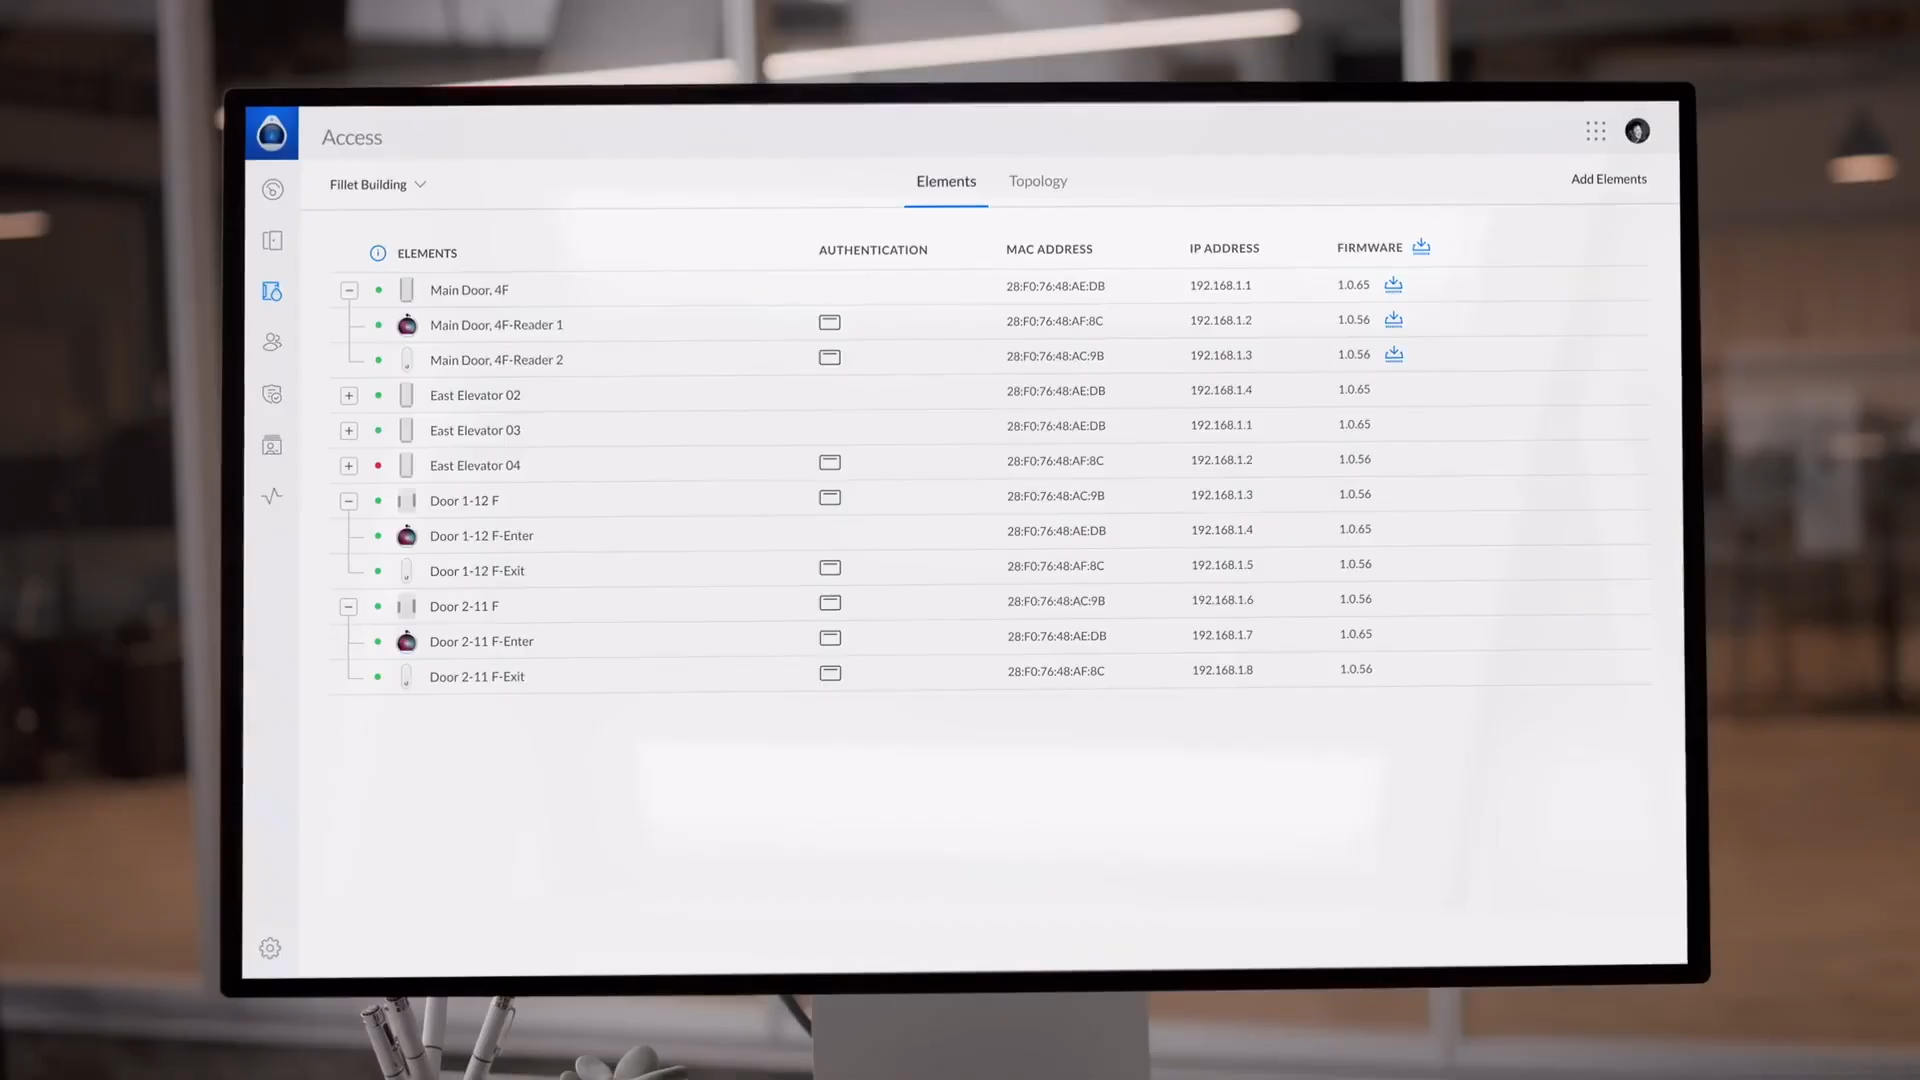 Access
Fillet Building
Elements
Topology
Add Elements
ELEMENTS AUTHENTICATION MAC ADDRESS IP ADDRESS FIRMWARE
Main Door, 4F 28:F0:76:48:AE:DB 192.168.1.1 1.0.65
Main Door, 4F-Reader 1 28:F0:76:48:AF:8C 192.168.1.2 1.0.56
Main Door, 4F-Reader 2 28:F0:76:48:AC:9B 192.168.1.3 1.0.56
East Elevator 02 28:F0:76:48:AE:DB 192.168.1.4 1.0.65
East Elevator 03 28:F0:76:48:AE:DB 192.168.1.1 1.0.65
East Elevator 04 28:F0:76:48:AF:8C 192.168.1.2 1.0.56
Door 1-12 F 28:F0:76:48:AC:9B 192.168.1.3 1.0.56
Door 1-12 F-Enter 28:F0:76:48:AE:DB 192.168.1.4 1.0.65
Door 1-12 F-Exit 28:F0:76:48:AF:8C 192.168.1.5 1.0.56
Door 2-11 F 28:F0:76:48:AC:9B 192.168.1.6 1.0.56
Door 2-11 F-Enter 28:F0:76:48:AE:DB 192.168.1.7 1.0.65
Door 2-11 F-Exit 28:F0:76:48:AF:8C 192.168.1.8 1.0.56